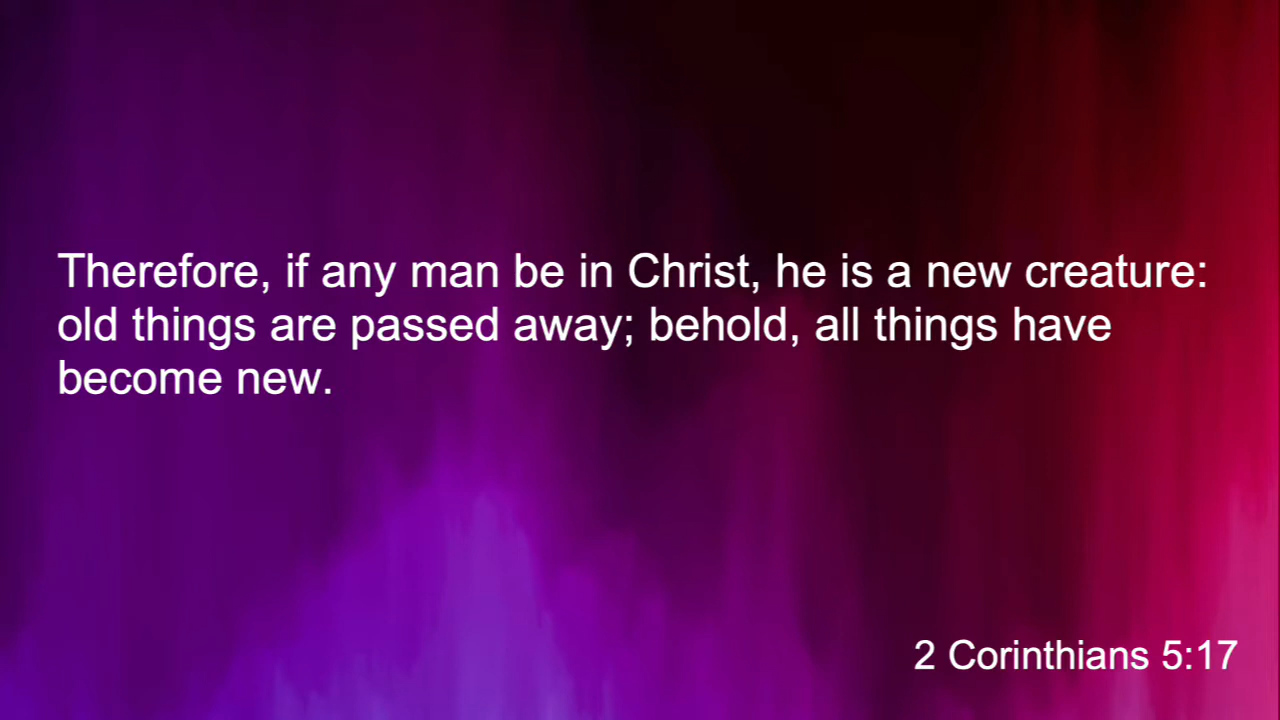 Therefore, if any man be in Christ, he is a new creature:
old things are passed away; behold, all things have
become new.
2 Corinthians 5:17